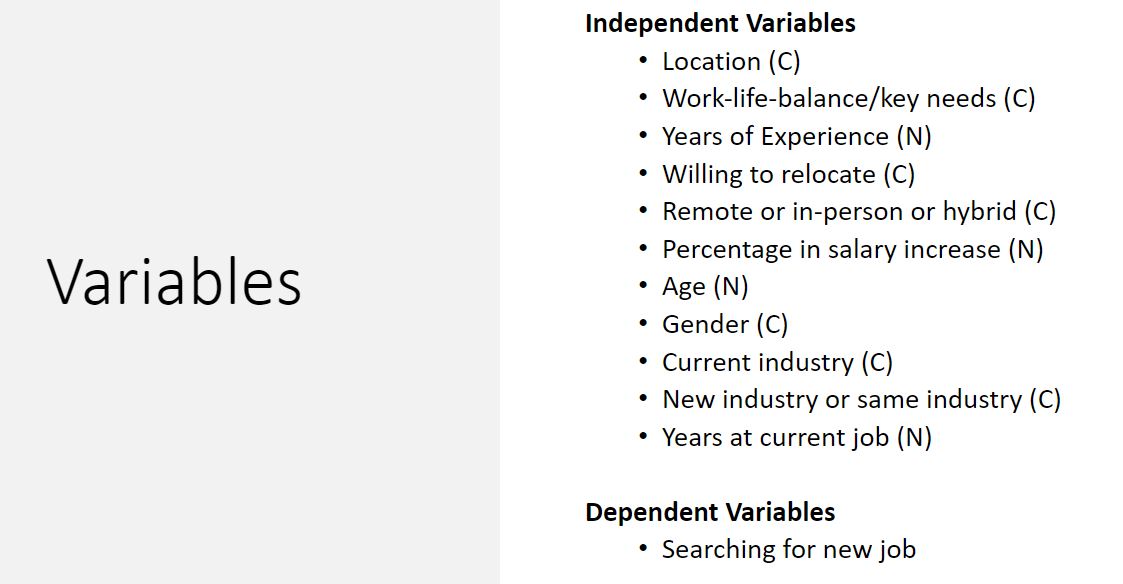 Variables
Independent Variables
• Location (C)
• Work-life-balance/key needs (C)
• Years of Experience (N)
• Willing to relocate (C)
• Remote or in-person or hybrid (C)
• Percentage in salary increase (N)
• Age (N)
• Gender (C)
• Current industry (C)
• New industry or same industry (C)
• Years at current job (N)
Dependent Variables
• Searching for new job